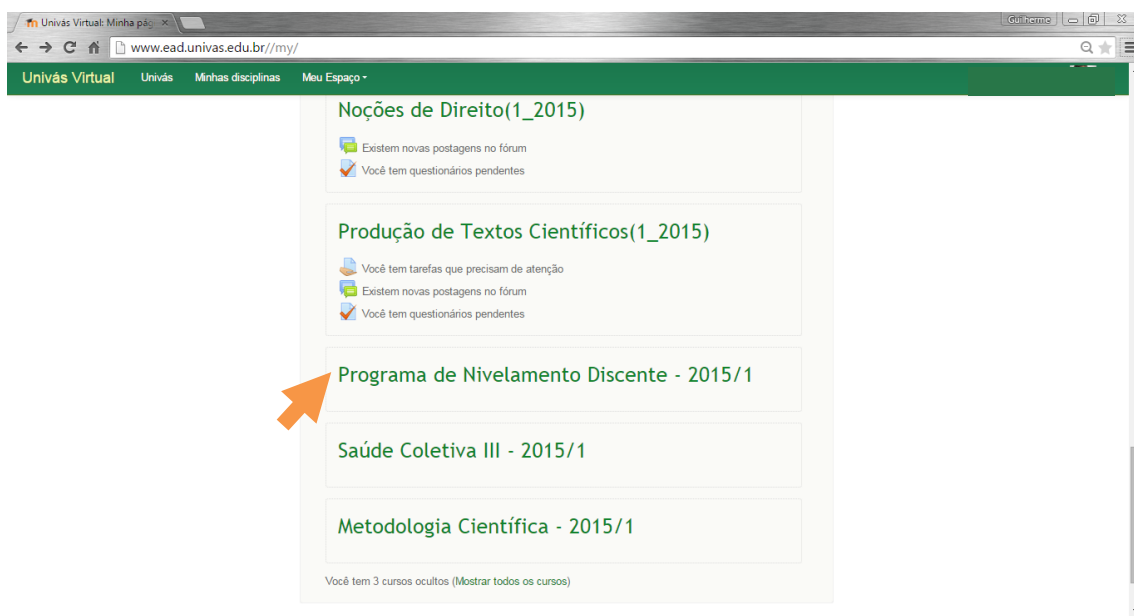 Univás Virtual: Minha pág
Guilherme
www.ead.univas.edu.br//my/
Univás Virtual Univás Minhas disciplinas Meu Espaço
Noções de Direito(1_2015)
Existem novas postagens no fórum
Você tem questionários pendentes
Produção de Textos Científicos(1_2015)
Você tem tarefas que precisam de atenção
Existem novas postagens no fórum
Você tem questionários pendentes
Programa de Nivelamento Discente - 2015/1
Saúde Coletiva III - 2015/1
Metodologia Científica - 2015/1
Você tem 3 cursos ocultos (Mostrar todos os cursos)